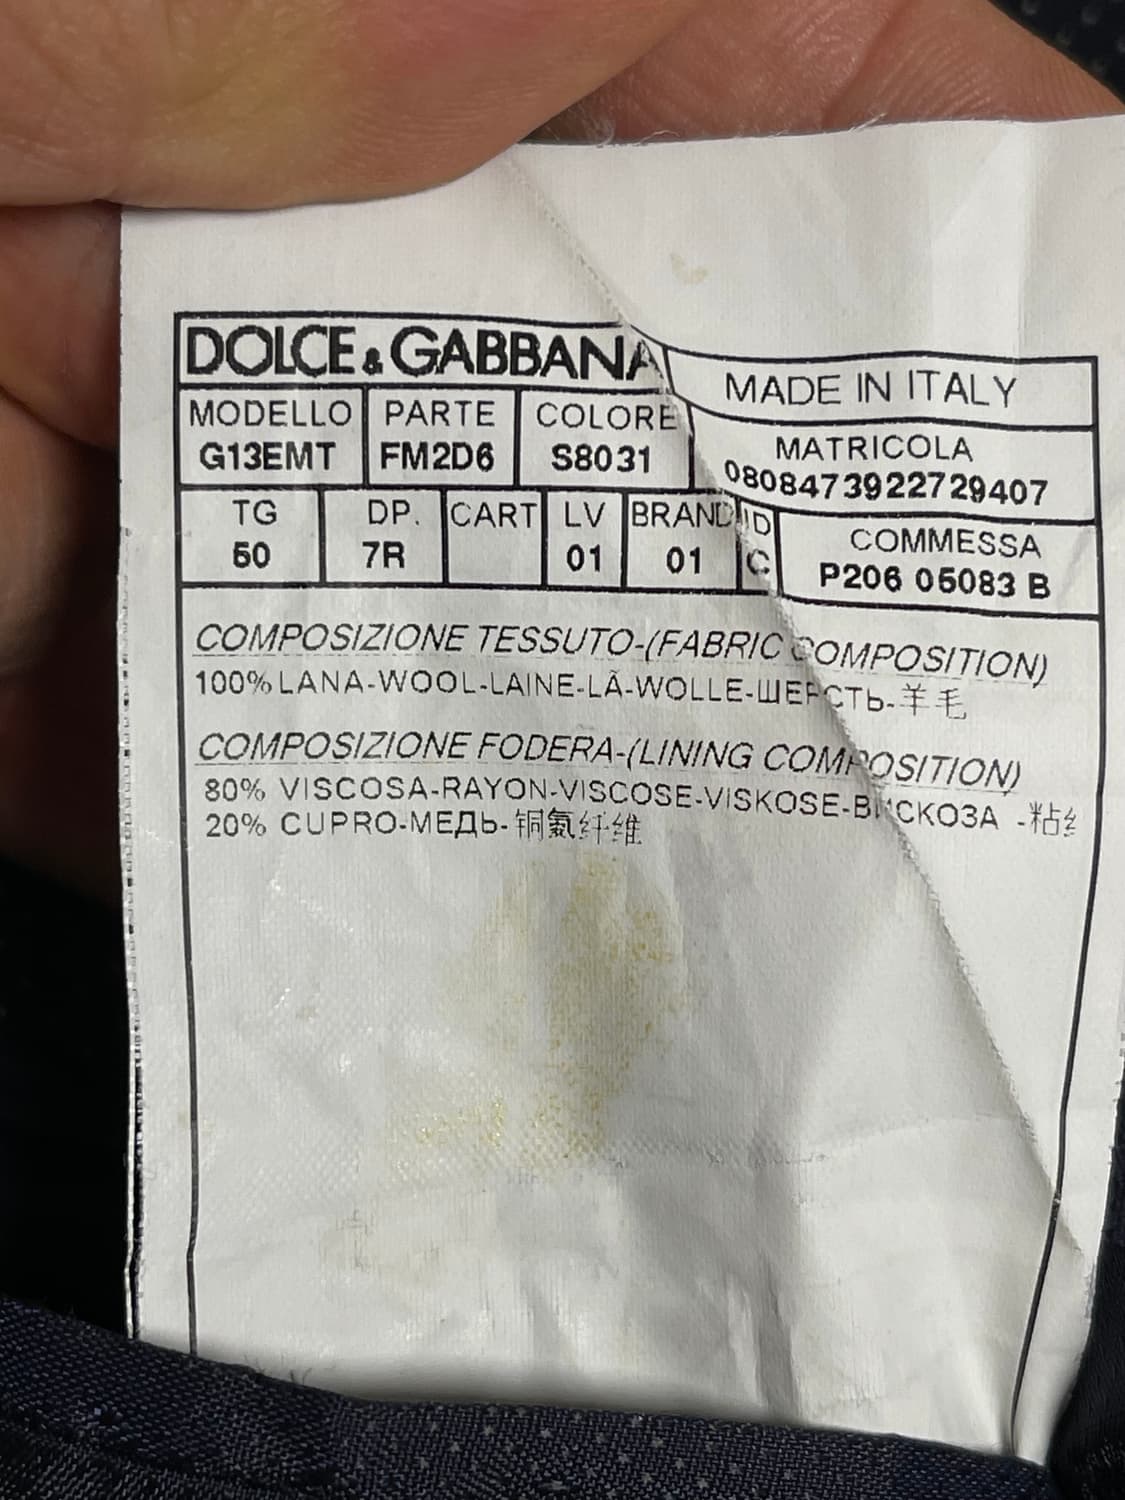 DOLCE & GABBANA
MADE IN ITALY
MODELLO PARTE COLORE
G13EMT FM2D6 S8031
MATRICOLA
0808473922729407
TG DP. CART LV BRAND ID
50 7R 01 01 C
COMMESSA
P206 05083 B
COMPOSIZIONE TESSUTO-(FABRIC COMPOSITION)
100% LANA-WOOL-LAINE-LÃ-WOLLE-ШЕРСТЬ-羊毛
COMPOSIZIONE FODERA-(LINING COMPOSITION)
80% VISCOSA-RAYON-VISCOSE-VISKOSE-ВИСКОЗА -粘纟
20% CUPRO-МЕДЬ-铜氨纤维